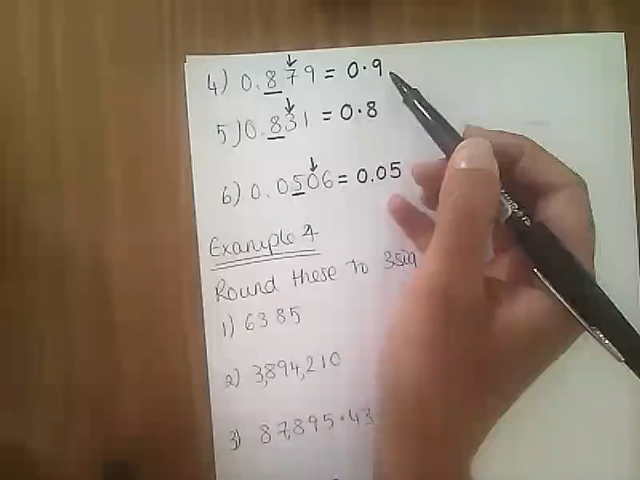 4) 0.879 = 0.9
5) 0.831 = 0.8
6) 0.0506 = 0.05
Example 4
Round these to 3sig
1) 6385
2) 3,894,210
3) 87,895.43